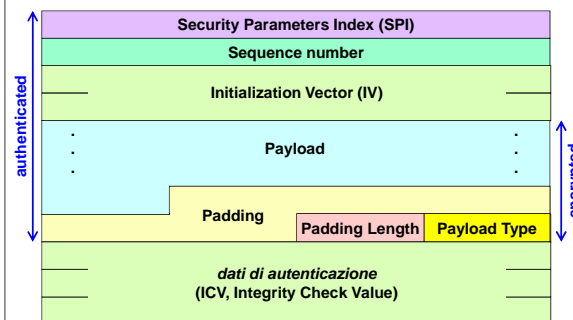 Security Parameters Index (SPI)
Sequence number
authenticated
Initialization Vector (IV)
. .
. Payload .
. .
Padding
Padding Length
Payload Type
dati di autenticazione
(ICV, Integrity Check Value)